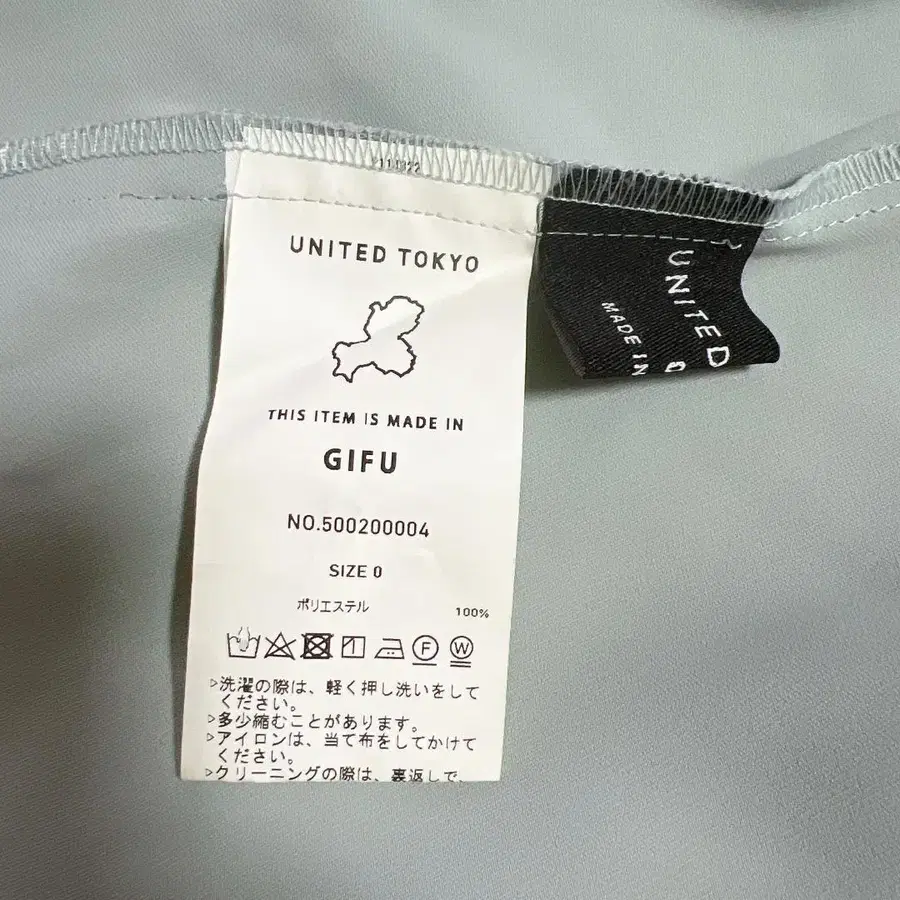 UNITED TOKYO
THIS ITEM IS MADE IN
GIFU
NO.500200004
SIZE 0
ポリエステル 100%
F W
▷洗濯の際は、軽く押し洗いをして
ください。
▷多少縮むことがあります。
▷アイロンは、当て布をしてかけて
ください。
▷クリーニングの際は、裏返しで、
UNITED
MADE IN